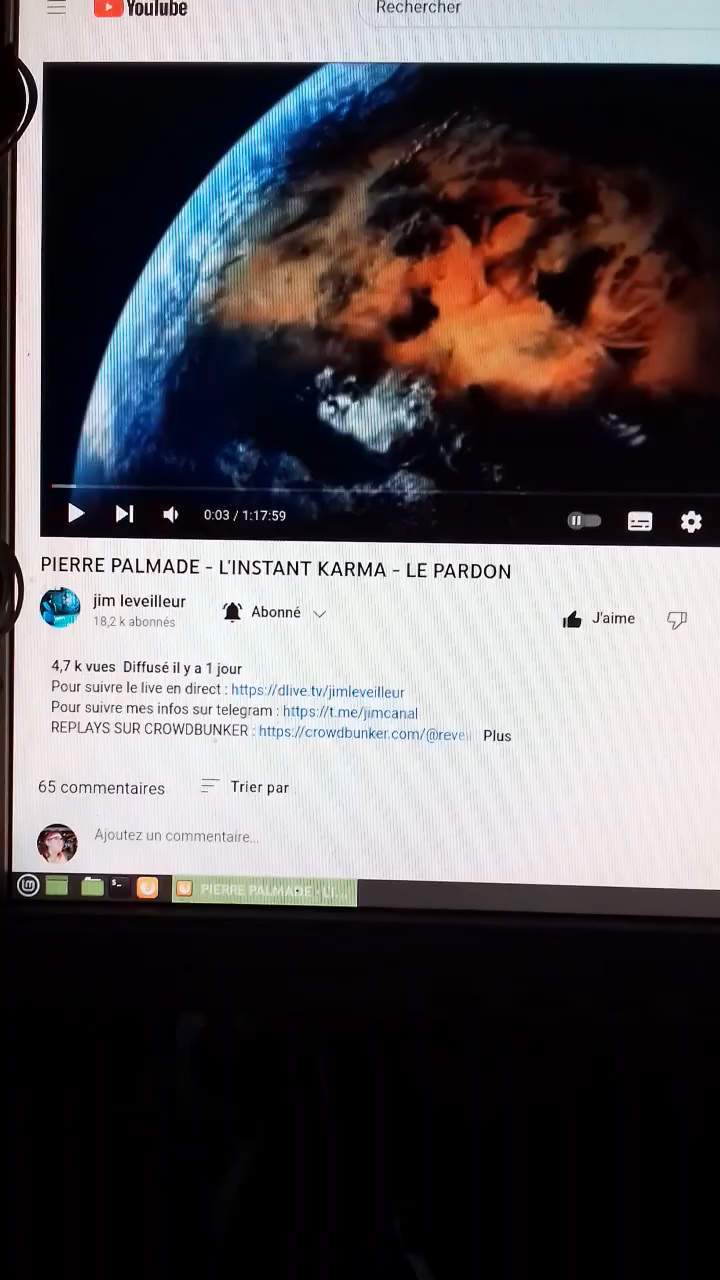 YouTube
Rechercher
0:03 / 1:17:59
PIERRE PALMADE - L'INSTANT KARMA - LE PARDON
jim leveilleur
18,2 k abonnés
Abonné
J'aime
4,7 k vues Diffusé il y a 1 jour
Pour suivre le live en direct : https://dlive.tv/jimleveilleur
Pour suivre mes infos sur telegram : https://t.me/jimcanal
REPLAYS SUR CROWDBUNKER : https://crowdbunker.com/@reve Plus
65 commentaires
Trier par
Ajoutez un commentaire...
PIERRE PALMADE - L'I...